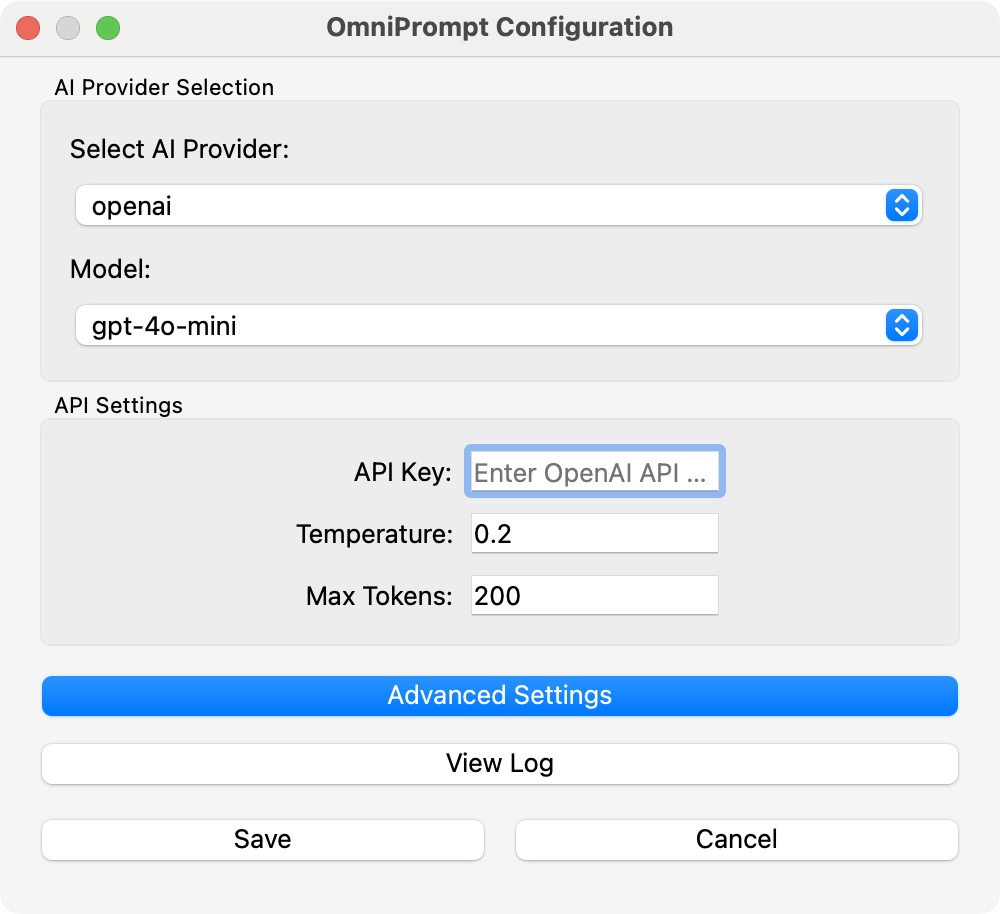 OmniPrompt Configuration
AI Provider Selection
Select AI Provider:
openai
Model:
gpt-4o-mini
API Settings
API Key: Enter OpenAI API ...
Temperature: 0.2
Max Tokens: 200
Advanced Settings
View Log
Save Cancel